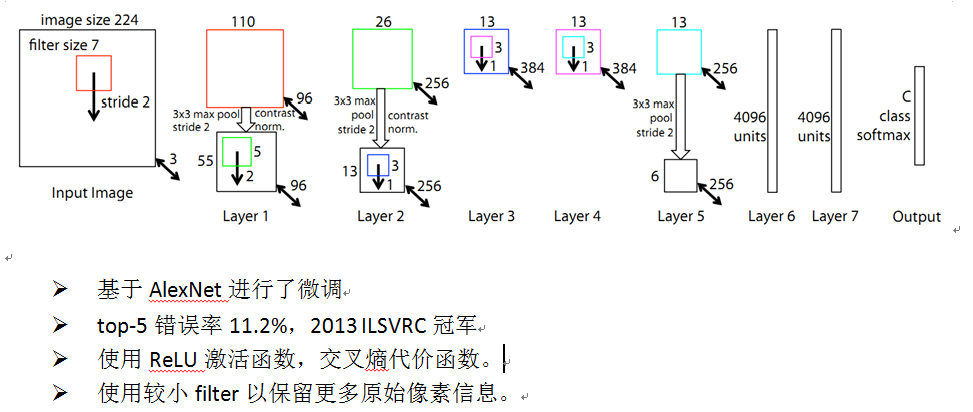 image size 224
110
26
13
13
13
filter size 7
stride 2
3
3x3 max pool
stride 2
contrast
norm.
96
55
5
2
96
3x3 max
pool
stride 2
contrast
norm.
256
13
3
1
256
3
1
384
3
1
384
3x3 max
pool
stride 2
256
6
256
4096
units
4096
units
C
class
softmax
Input Image
Layer 1
Layer 2
Layer 3
Layer 4
Layer 5
Layer 6
Layer 7
Output
➢ 基于 AlexNet 进行了微调
➢ top-5 错误率 11.2%，2013 ILSVRC 冠军
➢ 使用 ReLU 激活函数，交叉熵代价函数。
➢ 使用较小 filter 以保留更多原始像素信息。